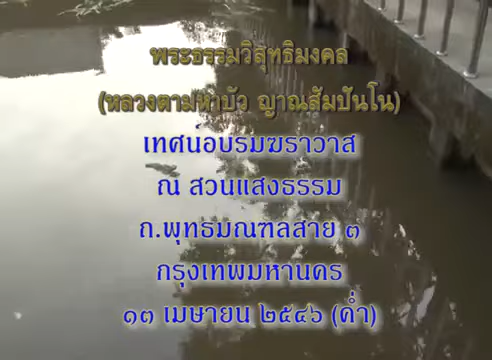 พระธรรมวิสุทธิมงคล
(หลวงตามหาบัว ญาณสัมปันโน)
เทศน์อบรมฆราวาส
ณ สวนแสงธรรม
ถ.พุทธมณฑลสาย ๓
กรุงเทพมหานคร
๑๓ เมษายน ๒๕๔๖ (ค่ำ)